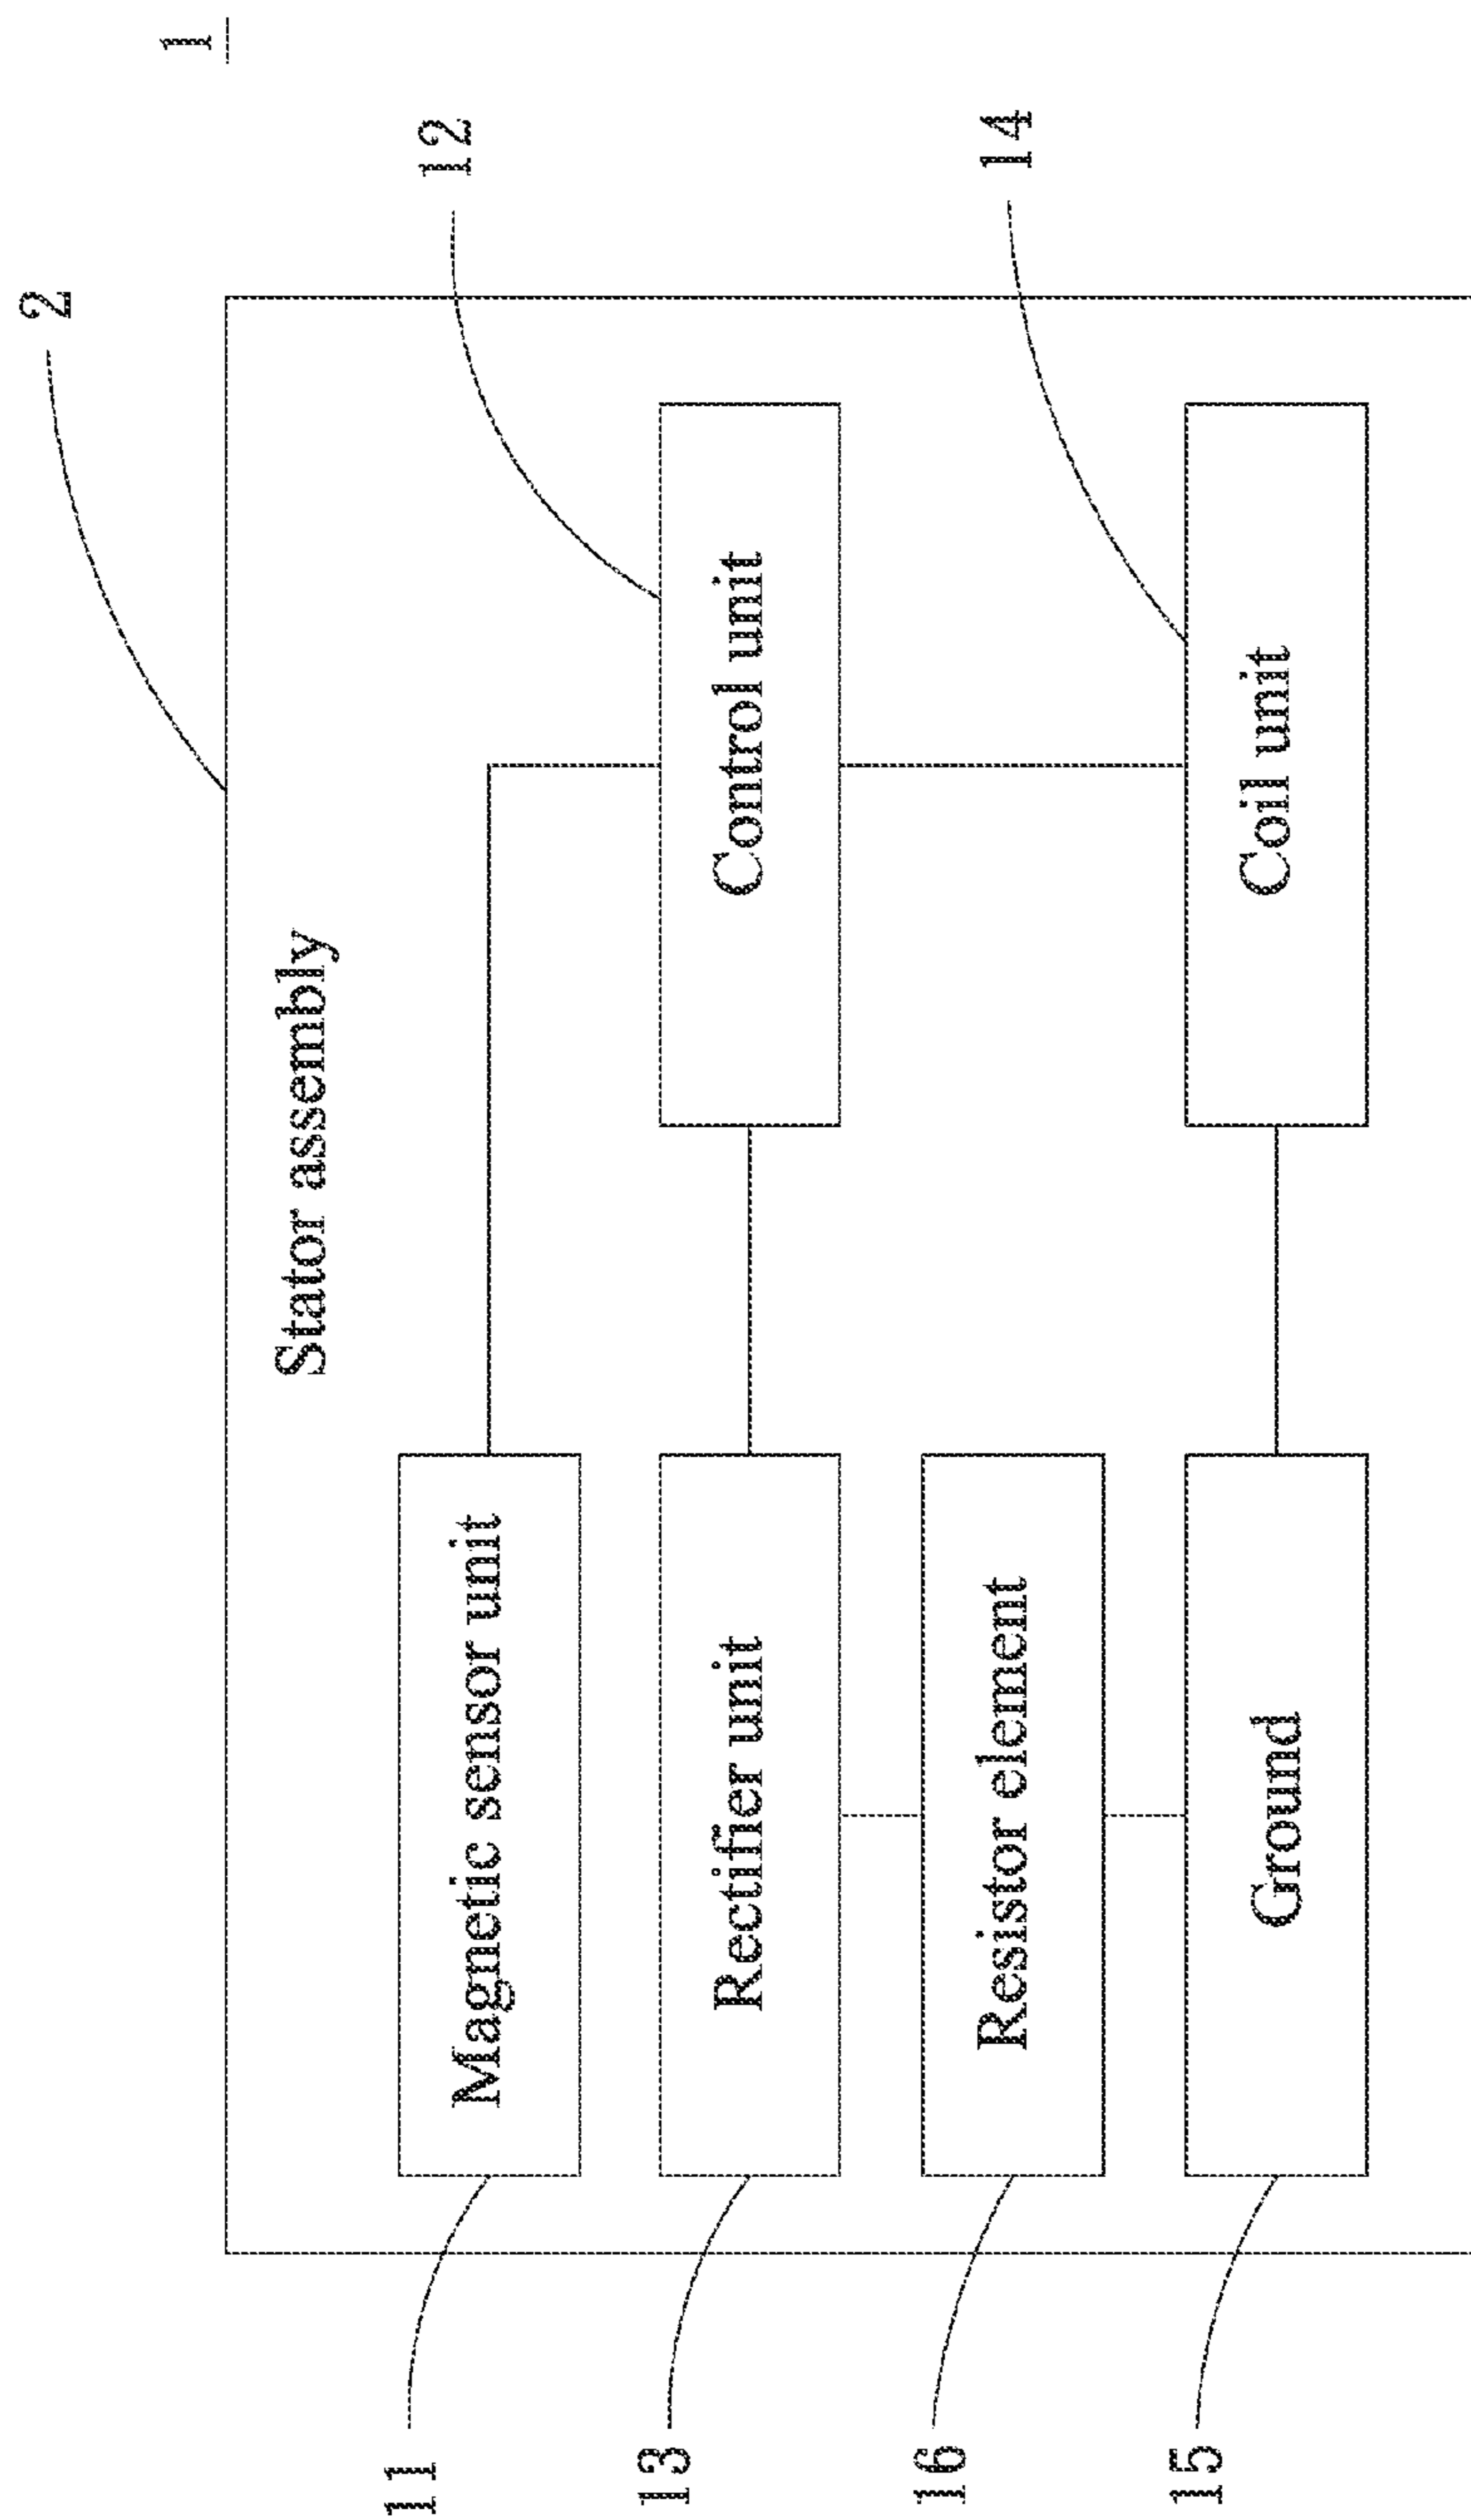 1
2
Stator assembly
11
Magnetic sensor unit
12
13
Rectifier unit
Control unit
16
Resistor element
14
15
Ground
Coil unit